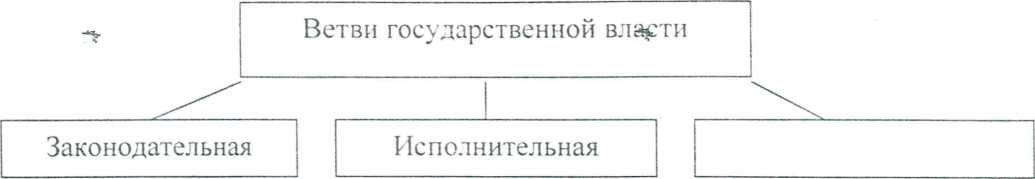 Ветви государственной власти
Законодательная
Исполнительная